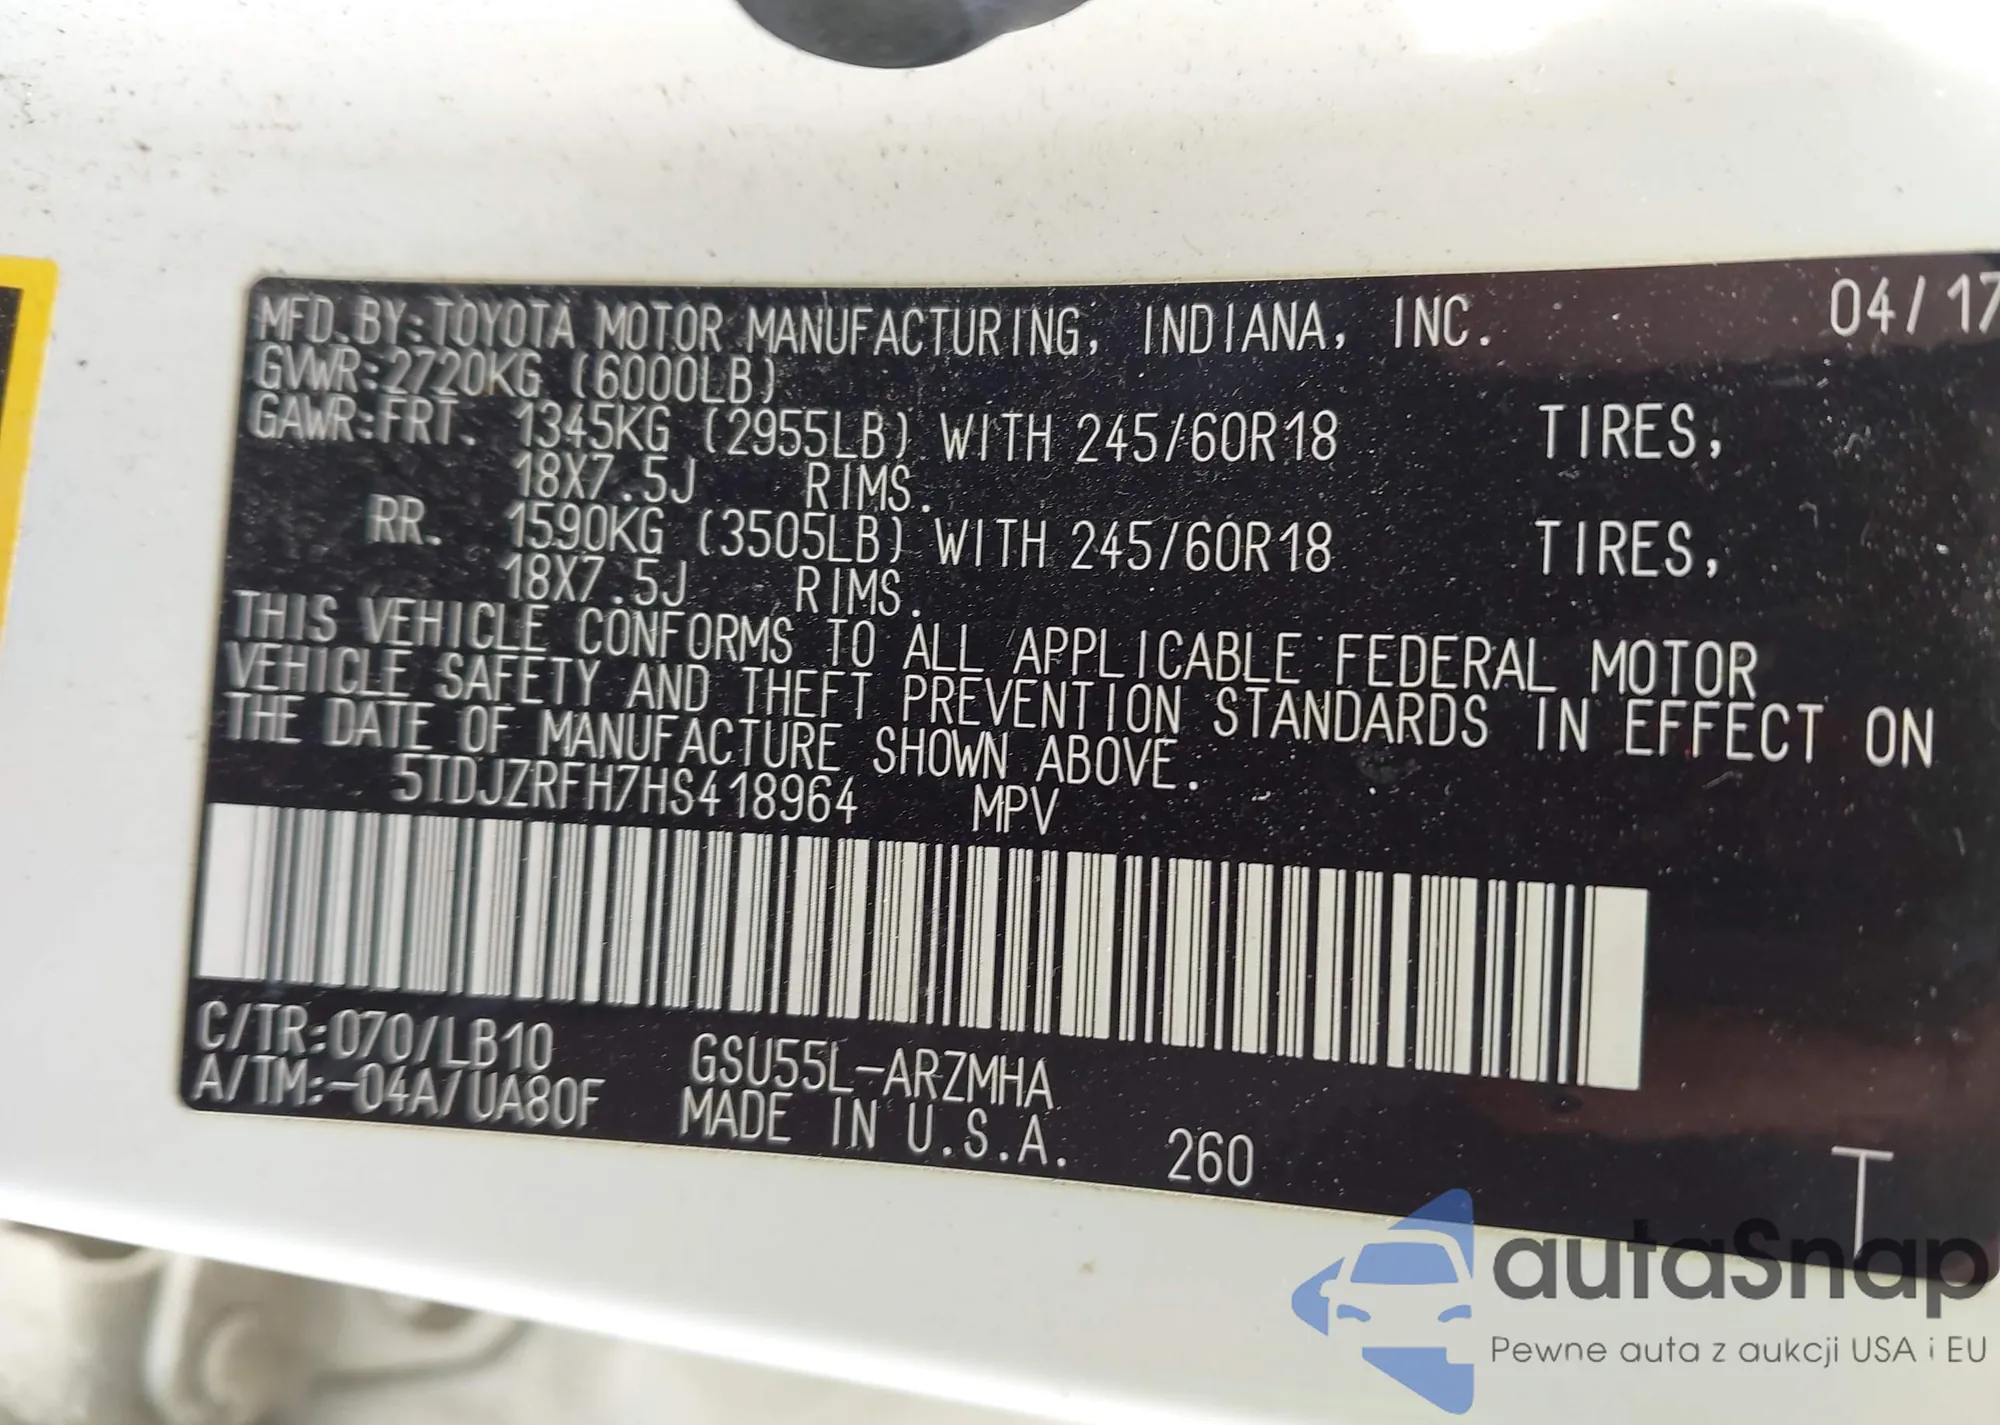 MFD.BY:TOYOTA MOTOR MANUFACTURING, INDIANA, INC. 04/17
GVWR:2720KG (6000LB)
GAWR:FRT. 1345KG (2955LB) WITH 245/60R18 TIRES,
18X7.5J RIMS.
RR. 1590KG (3505LB) WITH 245/60R18 TIRES,
18X7.5J RIMS.
THIS VEHICLE CONFORMS TO ALL APPLICABLE FEDERAL MOTOR
VEHICLE SAFETY AND THEFT PREVENTION STANDARDS IN EFFECT ON
THE DATE OF MANUFACTURE SHOWN ABOVE.
5TDJZRFH7HS418964 MPV
C/TR:070/LB10 GSU55L-ARZMHA
A/TM:-04A/UA80F MADE IN U.S.A. 260
T
autoSnap
Pewne auta z aukcji USA i EU